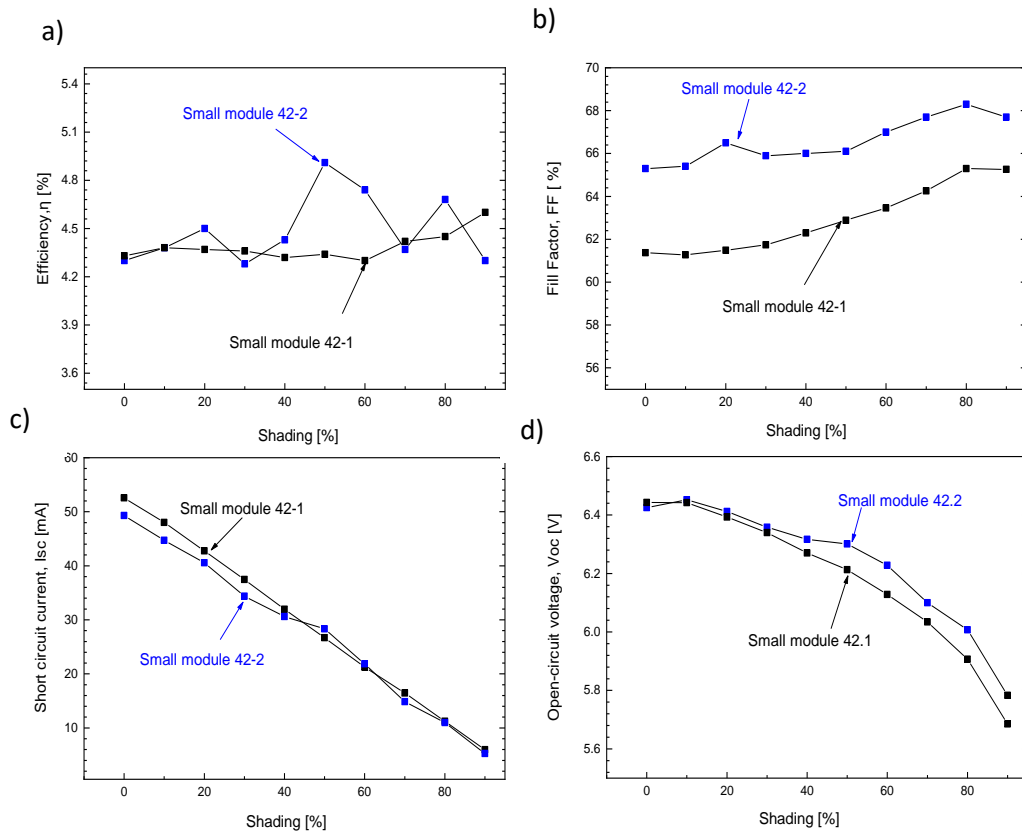 a)
5.4
5.1
4.8
4.5
4.2
3.9
3.6
Efficiency,η [%]
Small module 42-2
Small module 42-1
0 20 40 60 80
Shading [%]
b)
70
68
66
64
62
60
58
56
Fill Factor, FF [ %]
Small module 42-2
Small module 42-1
0 20 40 60 80
Shading [%]
c)
60
50
40
30
20
10
Short circuit current, Isc [mA]
Small module 42-1
Small module 42-2
0 20 40 60 80
Shading [%]
d)
6.6
6.4
6.2
6.0
5.8
5.6
Open-circuit voltage, Voc [V]
Small module 42.2
Small module 42.1
0 20 40 60 80
Shading [%]